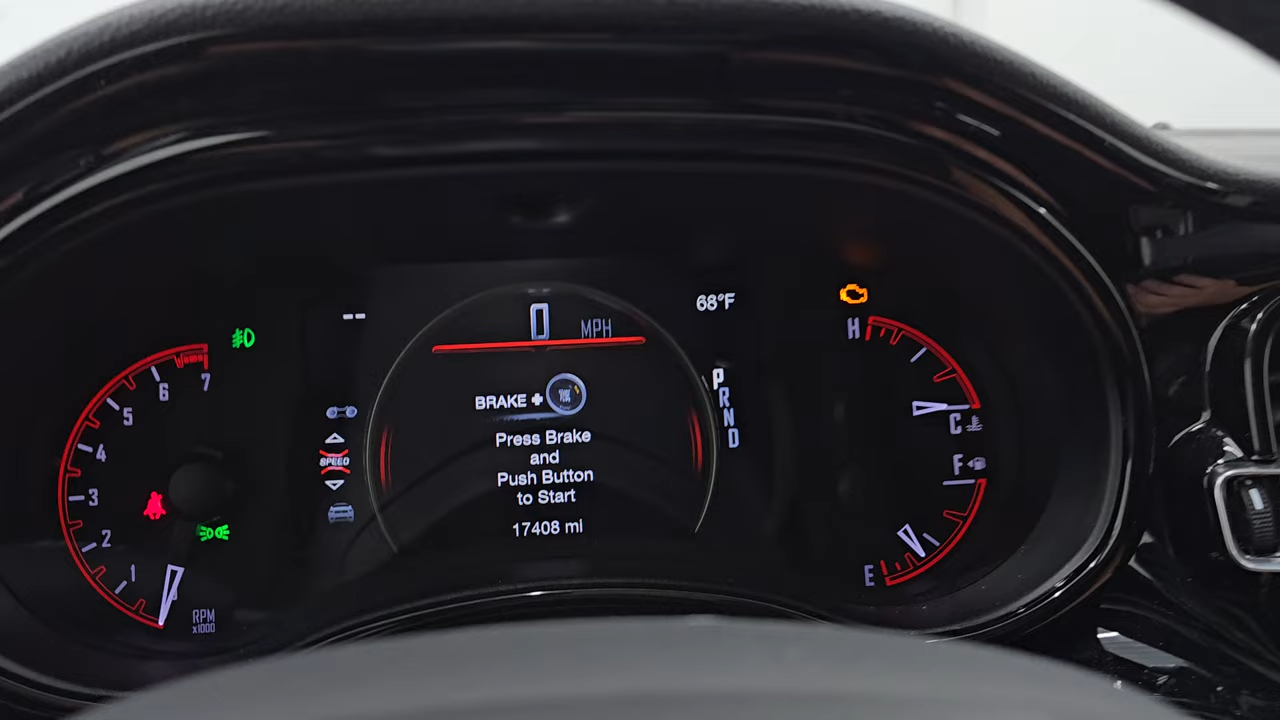 0 MPH
--
68°F
H
C
F
E
7
6
5
4
3
2
1
RPM
x1000
SPEED
P
R
N
D
BRAKE +
Press Brake
and
Push Button
to Start
17408 mi